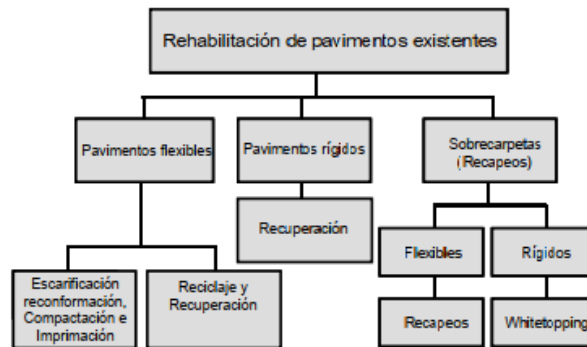 Rehabilitación de pavimentos existentes
Pavimentos flexibles
Pavimentos rígidos
Sobrecarpetas
(Recapeos)
Escarificación
reconformación,
Compactación e
Imprimación
Reciclaje y
Recuperación
Recuperación
Flexibles
Rígidos
Recapeos
Whitetopping